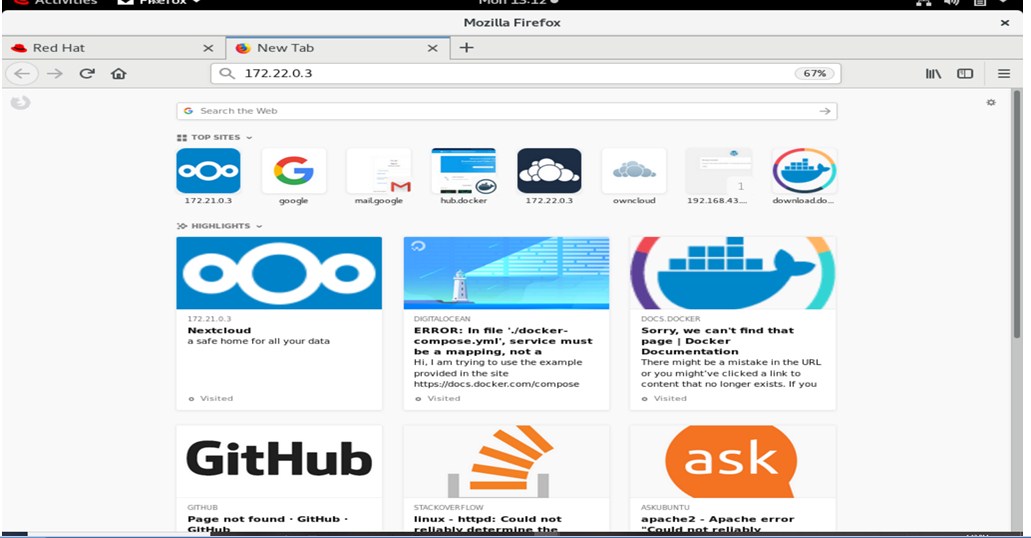 Activities Firefox Mon 13:12
Mozilla Firefox
Red Hat New Tab
172.22.0.3 67%
Search the Web
TOP SITES
1
172.21.0.3 google mail.google hub.docker 172.22.0.3 owncloud 192.168.43... download.do...
HIGHLIGHTS
172.21.0.3
Nextcloud
a safe home for all your data
Visited
DIGITALOCEAN
ERROR: In file './docker-
compose.yml', service must
be a mapping, not a
Hi, I am trying to use the example
provided in the site
https://docs.docker.com/compose
Visited
DOCS.DOCKER
Sorry, we can't find that
page | Docker
Documentation
There might be a mistake in the URL
or you might've clicked a link to
content that no longer exists. If you
Visited
GitHub
GITHUB
Page not found · GitHub ·
GitHub
STACKOVERFLOW
linux - httpd: Could not
reliably determine the
ask
ASKUBUNTU
apache2 - Apache error
"Could not reliably